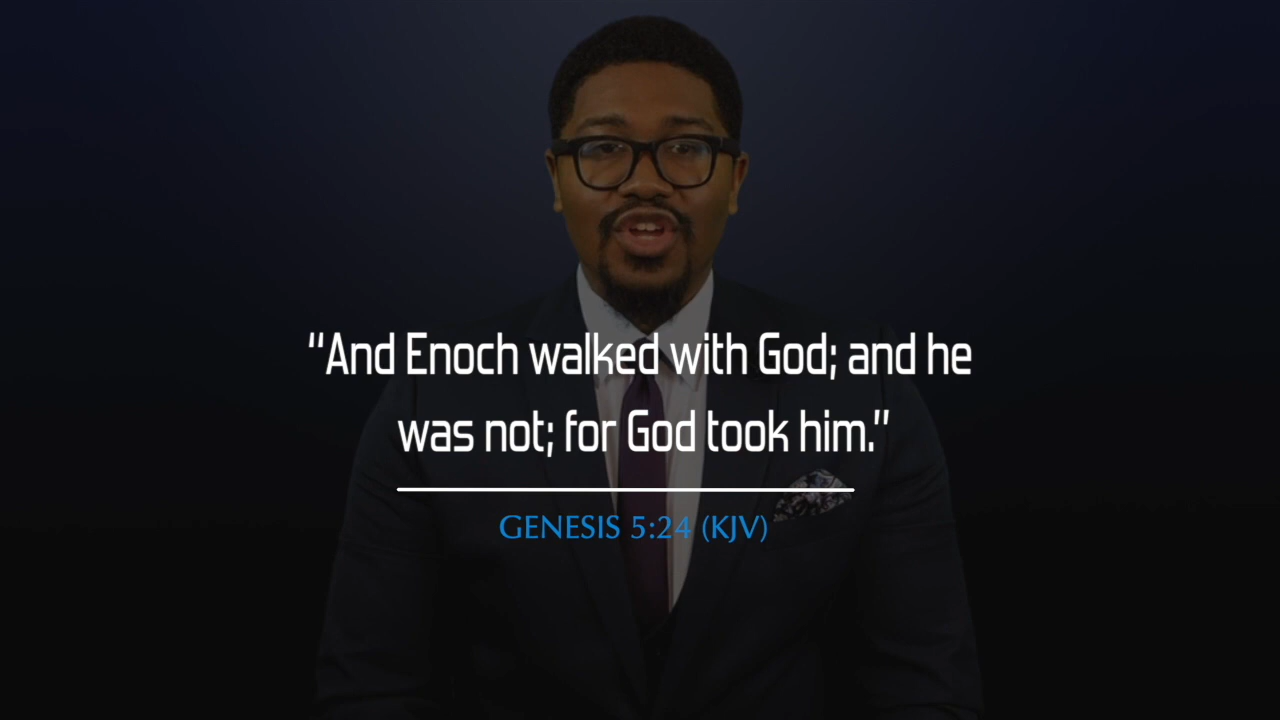 “And Enoch walked with God; and he
was not; for God took him.”
GENESIS 5:24 (KJV)